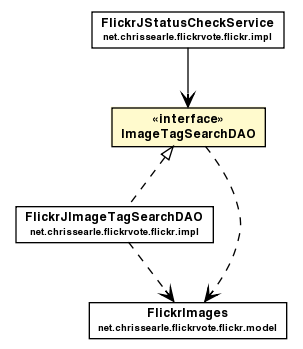 FlickrJStatusCheckService
net.chrissearle.flickrvote.flickr.impl
«interface»
ImageTagSearchDAO
FlickrJImageTagSearchDAO
net.chrissearle.flickrvote.flickr.impl
FlickrImages
net.chrissearle.flickrvote.flickr.model